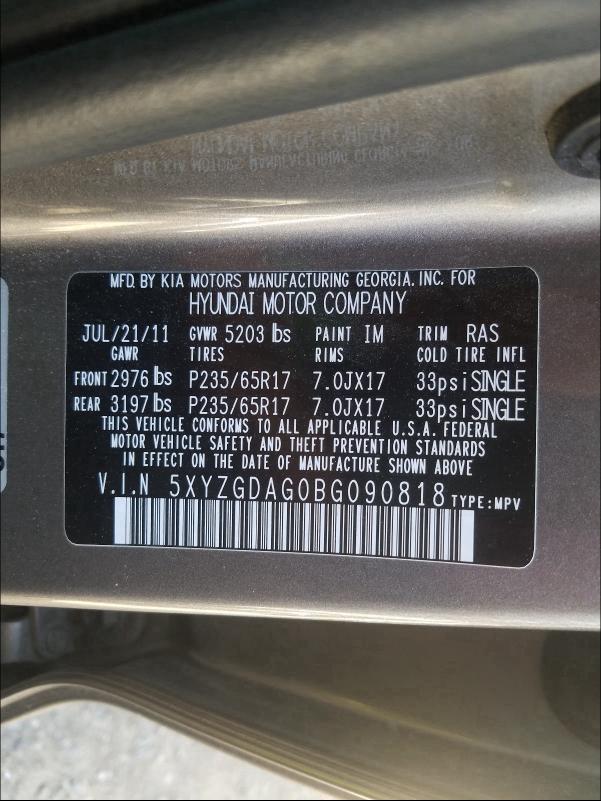 MFD. BY KIA MOTORS MANUFACTURING GEORGIA. INC. FOR
HYUNDAI MOTOR COMPANY
JUL/21/11 GVWR 5203 lbs PAINT IM TRIM RAS
GAWR TIRES RIMS COLD TIRE INFL
FRONT 2976 lbs P235/65R17 7.0JX17 33psi SINGLE
REAR 3197 lbs P235/65R17 7.0JX17 33psi SINGLE
THIS VEHICLE CONFORMS TO ALL APPLICABLE U.S.A. FEDERAL
MOTOR VEHICLE SAFETY AND THEFT PREVENTION STANDARDS
IN EFFECT ON THE DATE OF MANUFACTURE SHOWN ABOVE
V.I.N 5XYZGDAG0BG090818 TYPE:MPV